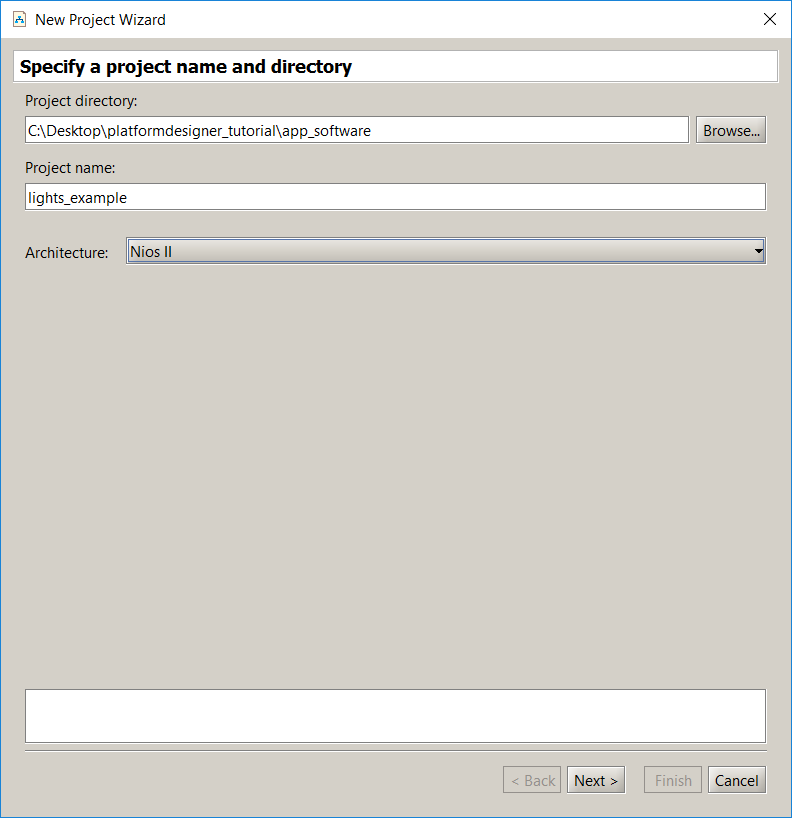 New Project Wizard
Specify a project name and directory
Project directory:
C:\Desktop\platformdesigner_tutorial\app_software
Browse...
Project name:
lights_example
Architecture:
Nios II
< Back
Next >
Finish
Cancel